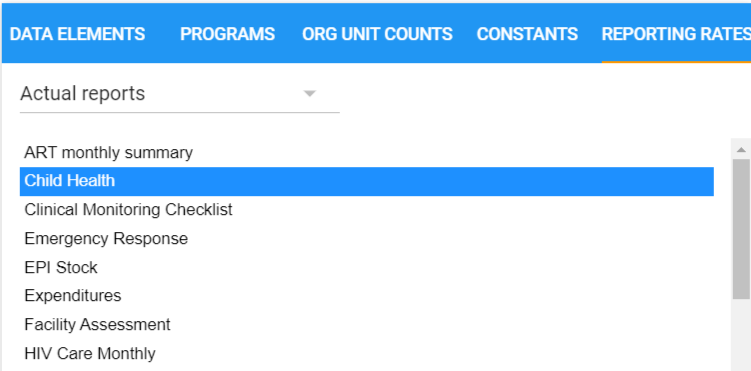 DATA ELEMENTS PROGRAMS ORG UNIT COUNTS CONSTANTS REPORTING RATES
Actual reports
ART monthly summary
Child Health
Clinical Monitoring Checklist
Emergency Response
EPI Stock
Expenditures
Facility Assessment
HIV Care Monthly